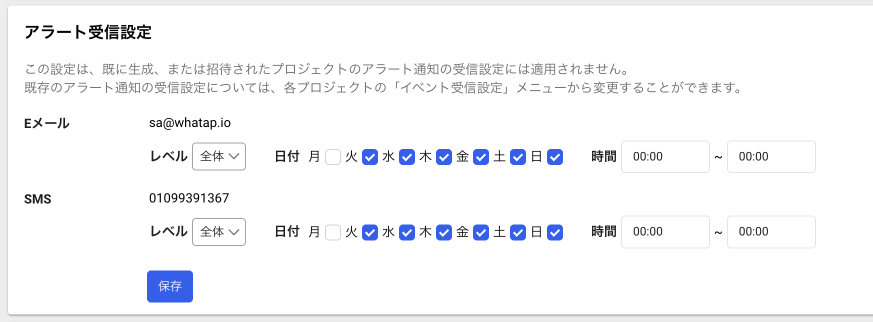 アラート受信設定
この設定は、既に生成、または招待されたプロジェクトのアラート通知の受信設定には適用されません。
既存のアラート通知の受信設定については、各プロジェクトの「イベント受信設定」メニューから変更することができます。
Eメール sa@whatap.io
レベル 全体 日付 月 火 水 木 金 土 日 時間 00:00 ~ 00:00
SMS 01099391367
レベル 全体 日付 月 火 水 木 金 土 日 時間 00:00 ~ 00:00
保存